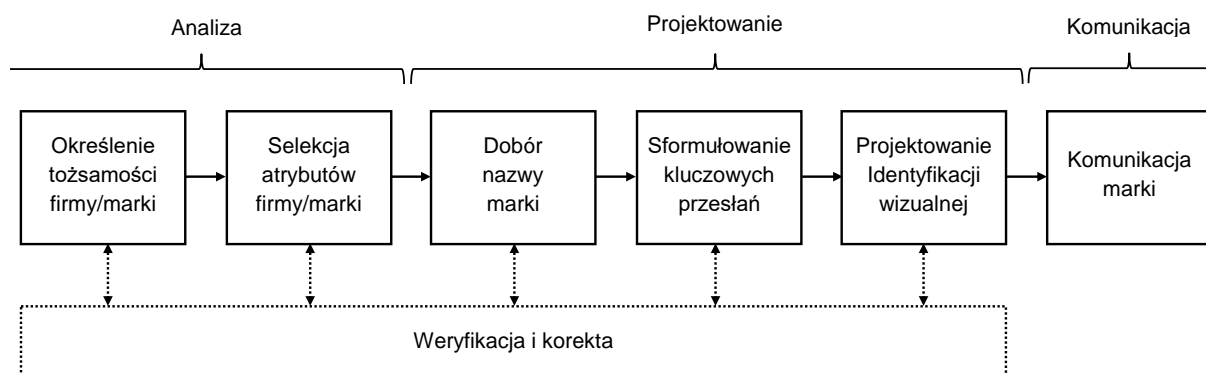 Analiza
Projektowanie
Komunikacja
Określenie
tożsamości
firmy/marki
Selekcja
atrybutów
firmy/marki
Dobór
nazwy
marki
Sformułowanie
kluczowych
przesłań
Projektowanie
Identyfikacji
wizualnej
Komunikacja
marki
Weryfikacja i korekta